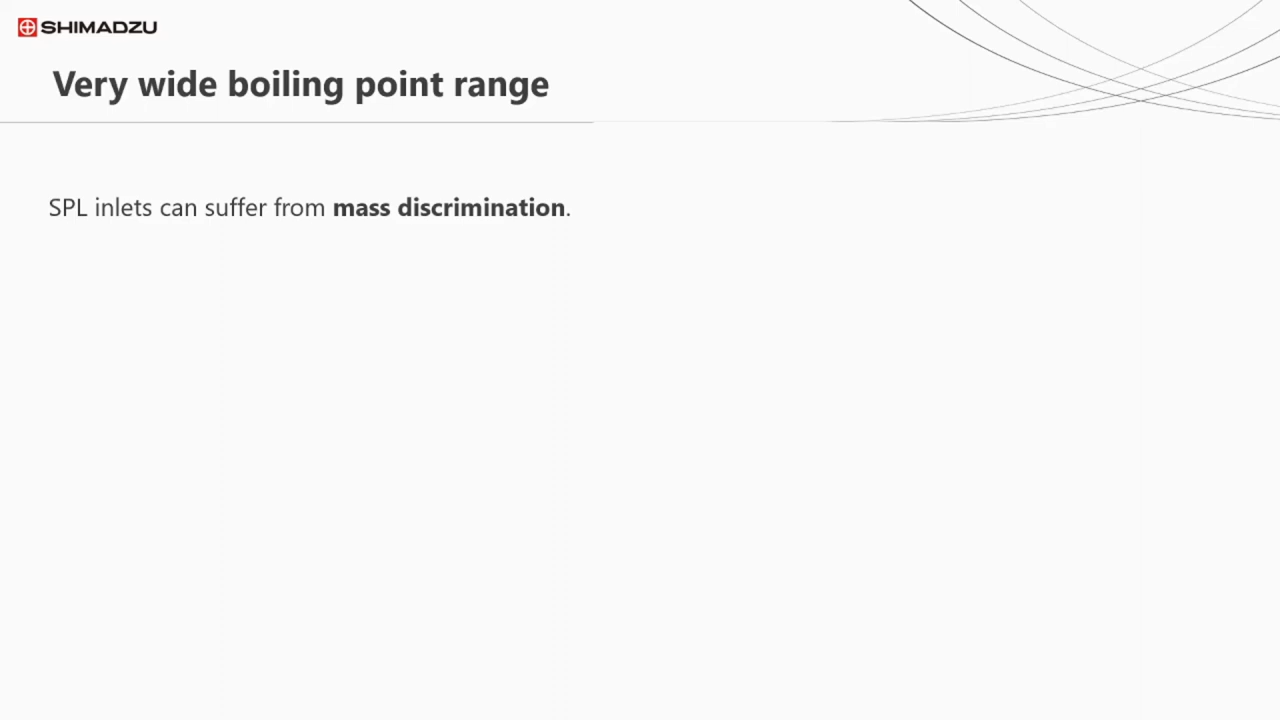 SHIMADZU
Very wide boiling point range
SPL inlets can suffer from mass discrimination.